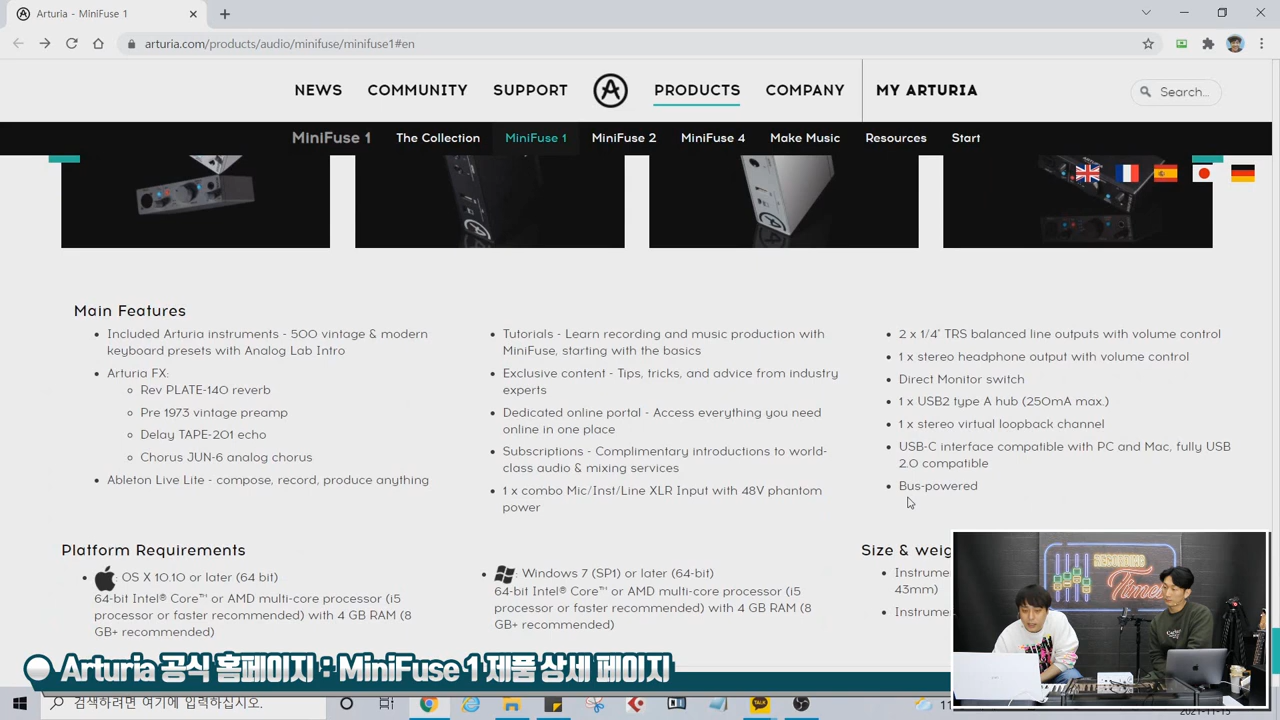 Arturia - MiniFuse 1
arturia.com/products/audio/minifuse/minifuse1#en
NEWS COMMUNITY SUPPORT PRODUCTS COMPANY MY ARTURIA Search...
MiniFuse 1 The Collection MiniFuse 1 MiniFuse 2 MiniFuse 4 Make Music Resources Start
Main Features
Included Arturia instruments - 500 vintage & modern
keyboard presets with Analog Lab Intro
Arturia FX:
Rev PLATE-140 reverb
Pre 1973 vintage preamp
Delay TAPE-201 echo
Chorus JUN-6 analog chorus
Ableton Live Lite - compose, record, produce anything
Tutorials - Learn recording and music production with
MiniFuse, starting with the basics
Exclusive content - Tips, tricks, and advice from industry
experts
Dedicated online portal - Access everything you need
online in one place
Subscriptions - Complimentary introductions to world-
class audio & mixing services
1 x combo Mic/Inst/Line XLR Input with 48V phantom
power
2 x 1/4" TRS balanced line outputs with volume control
1 x stereo headphone output with volume control
Direct Monitor switch
1 x USB2 type A hub (250mA max.)
1 x stereo virtual loopback channel
USB-C interface compatible with PC and Mac, fully USB
2.0 compatible
Bus-powered
Platform Requirements
: OS X 10.10 or later (64 bit)
64-bit Intel® Core™ or AMD multi-core processor (i5
processor or faster recommended) with 4 GB RAM (8
GB+ recommended)
: Windows 7 (SP1) or later (64-bit)
64-bit Intel® Core™ or AMD multi-core processor (i5
processor or faster recommended) with 4 GB RAM (8
GB+ recommended)
Size & weig
Instrume
43mm)
Instrume
RECORDING
Times
Arturia 공식 홈페이지 : MiniFuse 1 제품 상세 페이지
검색하려면 여기에 입력하십시오.
TALK
11
2021-11-15